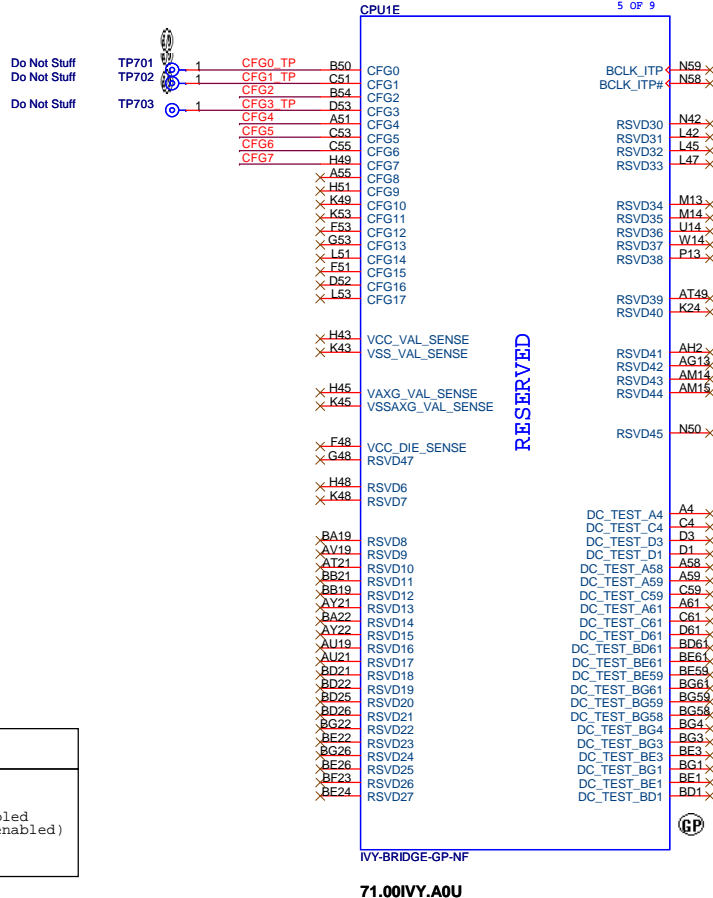 CPU1E
5 OF 9
Do Not Stuff TP701 1 CFG0_TP B50 CFG0
Do Not Stuff TP702 1 CFG1_TP C51 CFG1
CFG2 B54 CFG2
Do Not Stuff TP703 1 CFG3_TP D53 CFG3
CFG4 A51 CFG4
CFG5 C53 CFG5
CFG6 C55 CFG6
CFG7 H49 CFG7
A55 CFG8
H51 CFG9
K49 CFG10
K53 CFG11
F53 CFG12
G53 CFG13
L51 CFG14
F51 CFG15
D52 CFG16
L53 CFG17
H43 VCC_VAL_SENSE
K43 VSS_VAL_SENSE
H45 VAXG_VAL_SENSE
K45 VSSAXG_VAL_SENSE
F48 VCC_DIE_SENSE
G48 RSVD47
H48 RSVD6
K48 RSVD7
BA19 RSVD8
AV19 RSVD9
AT21 RSVD10
BB21 RSVD11
BB19 RSVD12
AY21 RSVD13
BA22 RSVD14
AY22 RSVD15
AU19 RSVD16
AU21 RSVD17
BD21 RSVD18
BD22 RSVD19
BD25 RSVD20
BD26 RSVD21
BG22 RSVD22
BE22 RSVD23
BG26 RSVD24
BE26 RSVD25
BF23 RSVD26
BE24 RSVD27
RESERVED
BCLK_ITP N59
BCLK_ITP# N58
RSVD30 N42
RSVD31 L42
RSVD32 L45
RSVD33 L47
RSVD34 M13
RSVD35 M14
RSVD36 U14
RSVD37 W14
RSVD38 P13
RSVD39 AT49
RSVD40 K24
RSVD41 AH2
RSVD42 AG13
RSVD43 AM14
RSVD44 AM15
RSVD45 N50
DC_TEST_A4 A4
DC_TEST_C4 C4
DC_TEST_D3 D3
DC_TEST_D1 D1
DC_TEST_A58 A58
DC_TEST_A59 A59
DC_TEST_C59 C59
DC_TEST_A61 A61
DC_TEST_C61 C61
DC_TEST_D61 D61
DC_TEST_BD61 BD61
DC_TEST_BE61 BE61
DC_TEST_BE59 BE59
DC_TEST_BG61 BG61
DC_TEST_BG59 BG59
DC_TEST_BG58 BG58
DC_TEST_BG4 BG4
DC_TEST_BG3 BG3
DC_TEST_BE3 BE3
DC_TEST_BG1 BG1
DC_TEST_BE1 BE1
DC_TEST_BD1 BD1
GP
IVY-BRIDGE-GP-NF
71.00IVY.A0U
enabled)